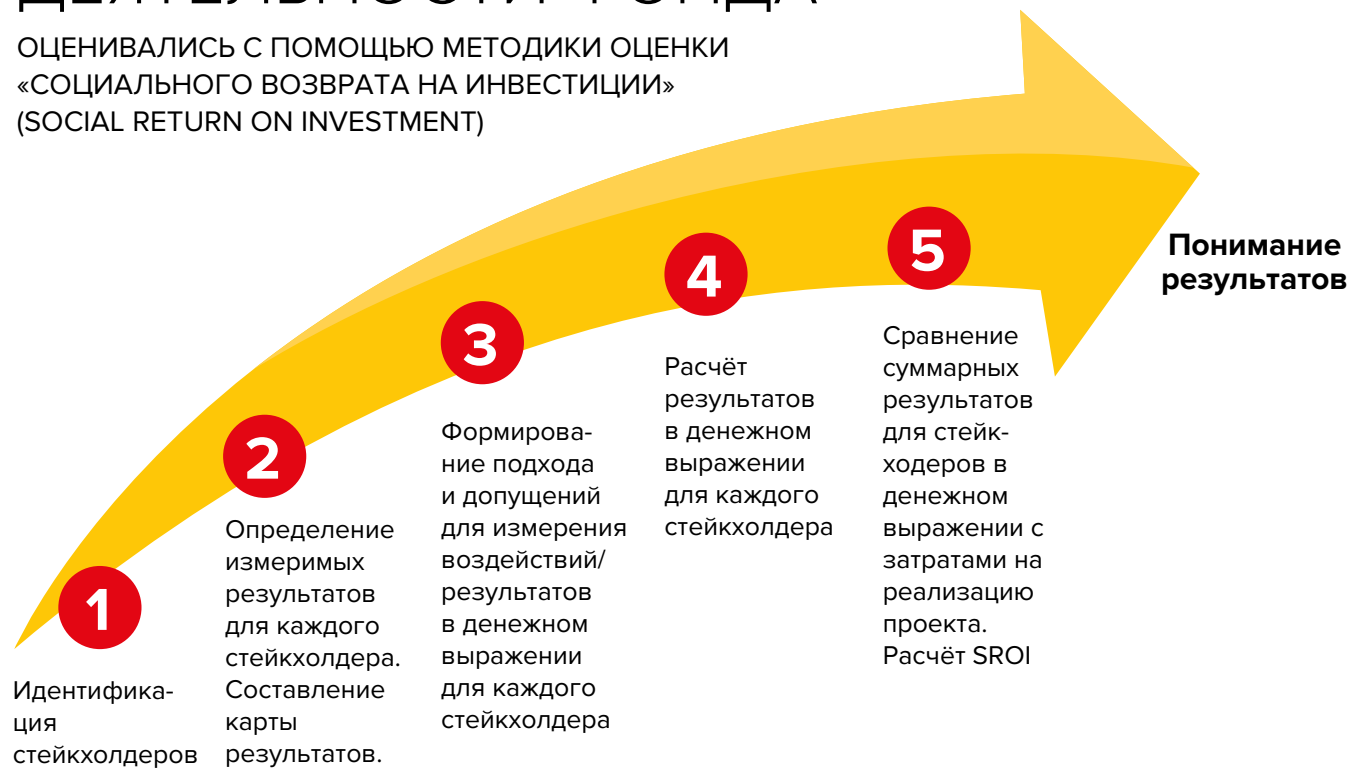 ДЕЯТЕЛЬНОСТИ ФОНДА
ОЦЕНИВАЛИСЬ С ПОМОЩЬЮ МЕТОДИКИ ОЦЕНКИ
«СОЦИАЛЬНОГО ВОЗВРАТА НА ИНВЕСТИЦИИ»
(SOCIAL RETURN ON INVESTMENT)
1
Идентифика-
ция
стейкхолдеров
2
Определение
измеримых
результатов
для каждого
стейкхолдера.
Составление
карты
результатов.
3
Формирова-
ние подхода
и допущений
для измерения
воздействий/
результатов
в денежном
выражении
для каждого
стейкхолдера
4
Расчёт
результатов
в денежном
выражении
для каждого
стейкхолдера
5
Сравнение
суммарных
результатов
для стейк-
ходеров в
денежном
выражении с
затратами на
реализацию
проекта.
Расчёт SROI
Понимание
результатов